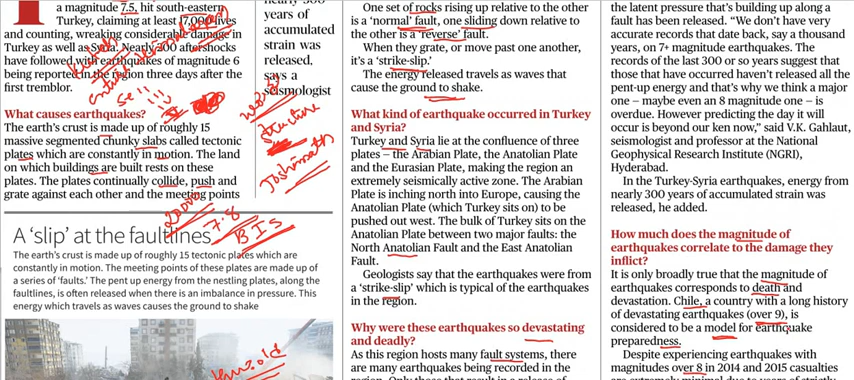 a magnitude 7.5, hit south-eastern
Turkey, claiming at least 17,000 lives
and counting, wreaking considerable damage in
Turkey as well as Syria. Nearly 300 aftershocks
have followed with earthquakes of magnitude 6
being reported in the region three days after the
first tremblor.
What causes earthquakes?
The earth's crust is made up of roughly 15
massive segmented chunky slabs called tectonic
plates which are constantly in motion. The land
on which buildings are built rests on these
plates. The plates continually collide, push and
grate against each other and the meeting points
nearly 300
years of
accumulated
strain was
released,
says a
seismologist
Structure
Joshimath
20000
7.8
BIS
A 'slip' at the faultlines
The earth's crust is made up of roughly 15 tectonic plates which are
constantly in motion. The meeting points of these plates are made up of
a series of 'faults.' The pent up energy from the nestling plates, along the
faultlines, is often released when there is an imbalance in pressure. This
energy which travels as waves causes the ground to shake
One set of rocks rising up relative to the other
is a 'normal' fault, one sliding down relative to
the other is a 'reverse' fault.
When they grate, or move past one another,
it's a 'strike-slip.'
The energy released travels as waves that
cause the ground to shake.
What kind of earthquake occurred in Turkey
and Syria?
Turkey and Syria lie at the confluence of three
plates — the Arabian Plate, the Anatolian Plate
and the Eurasian Plate, making the region an
extremely seismically active zone. The Arabian
Plate is inching north into Europe, causing the
Anatolian Plate (which Turkey sits on) to be
pushed out west. The bulk of Turkey sits on the
Anatolian Plate between two major faults: the
North Anatolian Fault and the East Anatolian
Fault.
Geologists say that the earthquakes were from
a 'strike-slip' which is typical of the earthquakes
in the region.
Why were these earthquakes so devastating
and deadly?
As this region hosts many fault systems, there
are many earthquakes being recorded in the
region. Only those that result in a release of
the latent pressure that's building up along a
fault has been released. "We don't have very
accurate records that date back, say a thousand
years, on 7+ magnitude earthquakes. The
records of the last 300 or so years suggest that
those that have occurred haven't released all the
pent-up energy and that's why we think a major
one — maybe even an 8 magnitude one — is
overdue. However predicting the day it will
occur is beyond our ken now," said V.K. Gahlaut,
seismologist and professor at the National
Geophysical Research Institute (NGRI),
Hyderabad.
In the Turkey-Syria earthquakes, energy from
nearly 300 years of accumulated strain was
released, he added.
How much does the magnitude of
earthquakes correlate to the damage they
inflict?
It is only broadly true that the magnitude of
earthquakes corresponds to death and
devastation. Chile, a country with a long history
of devastating earthquakes (over 9), is
considered to be a model for earthquake
preparedness.
Despite experiencing earthquakes with
magnitudes over 8 in 2014 and 2015 casualties
are extremely minimal due to years of strictly